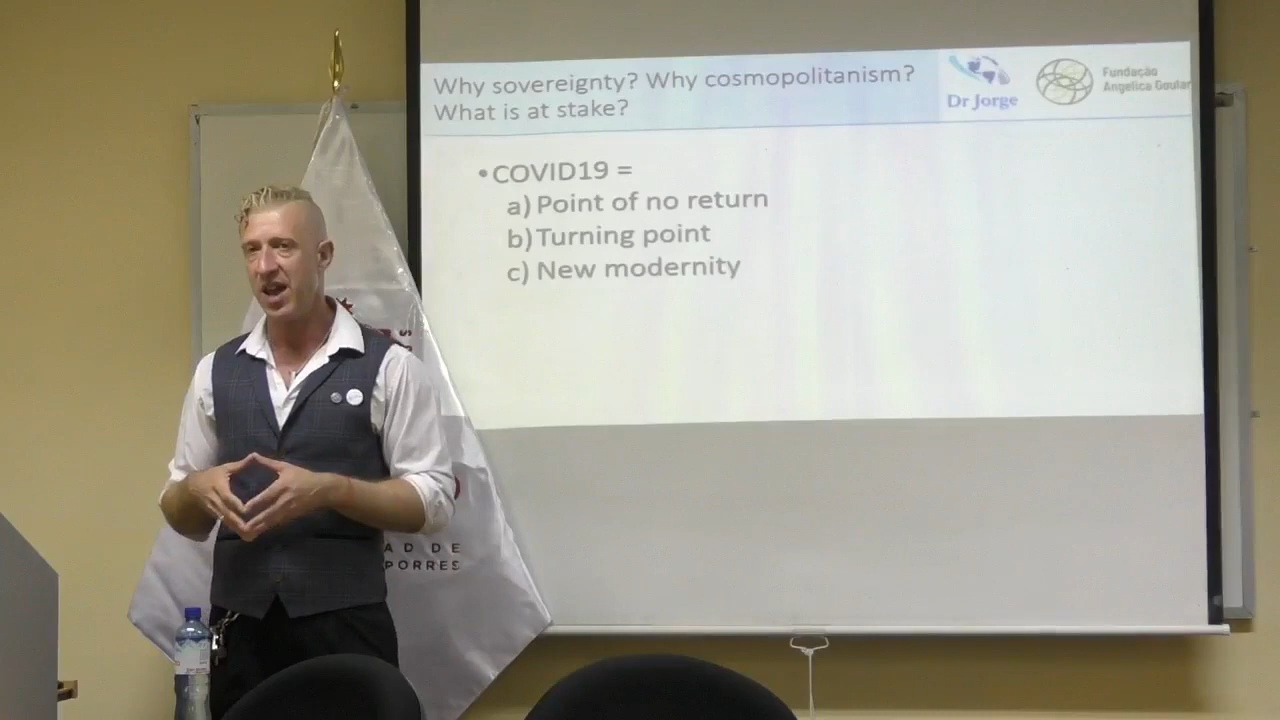 Why sovereignty? Why cosmopolitanism?
What is at stake?
Dr Jorge
Fundação
Angelica Goular
•COVID19 =
a) Point of no return
b) Turning point
c) New modernity
AD DE
PORRES